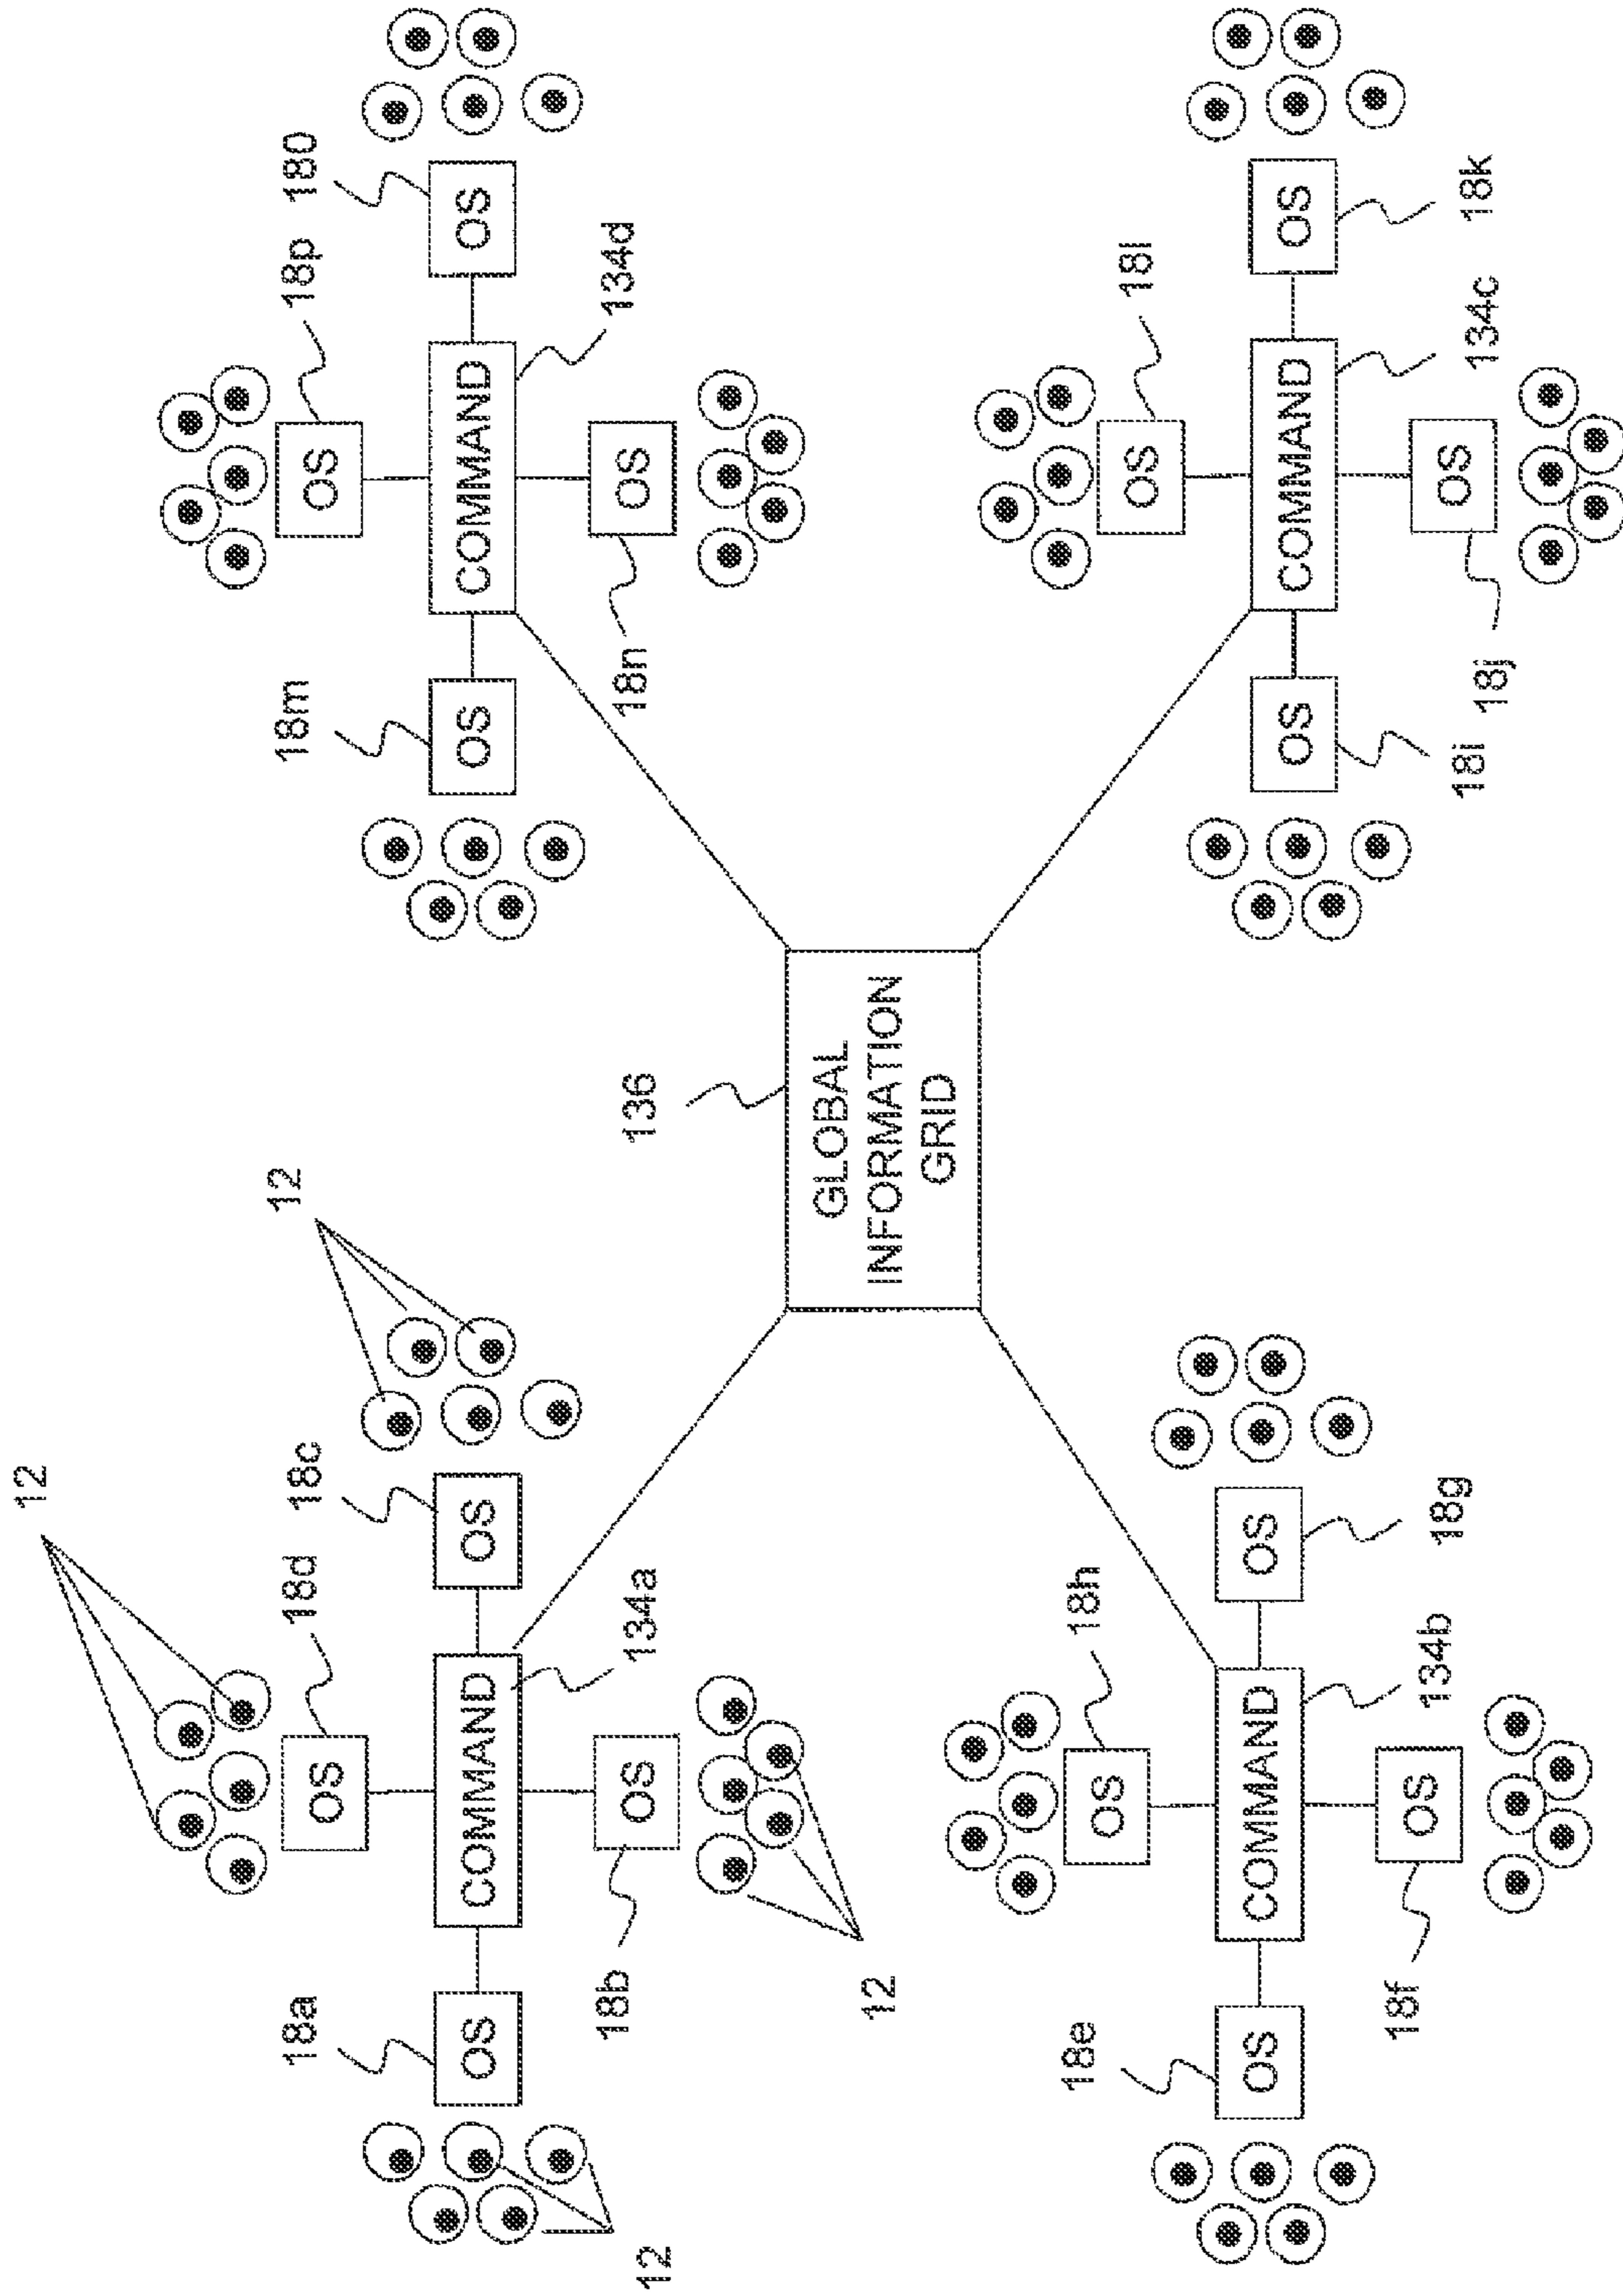 12
12
18a
18d
18c
18m
18p
180
OS
OS
OS
COMMAND
OS
OS
COMMAND
OS
18b
OS
134a
136
18n
OS
134d
12
12
GLOBAL
INFORMATION
GRID
18e
18h
OS
18l
OS
OS
COMMAND
OS
OS
COMMAND
OS
18f
OS
134b
18g
18i
18j
OS
134c
18k